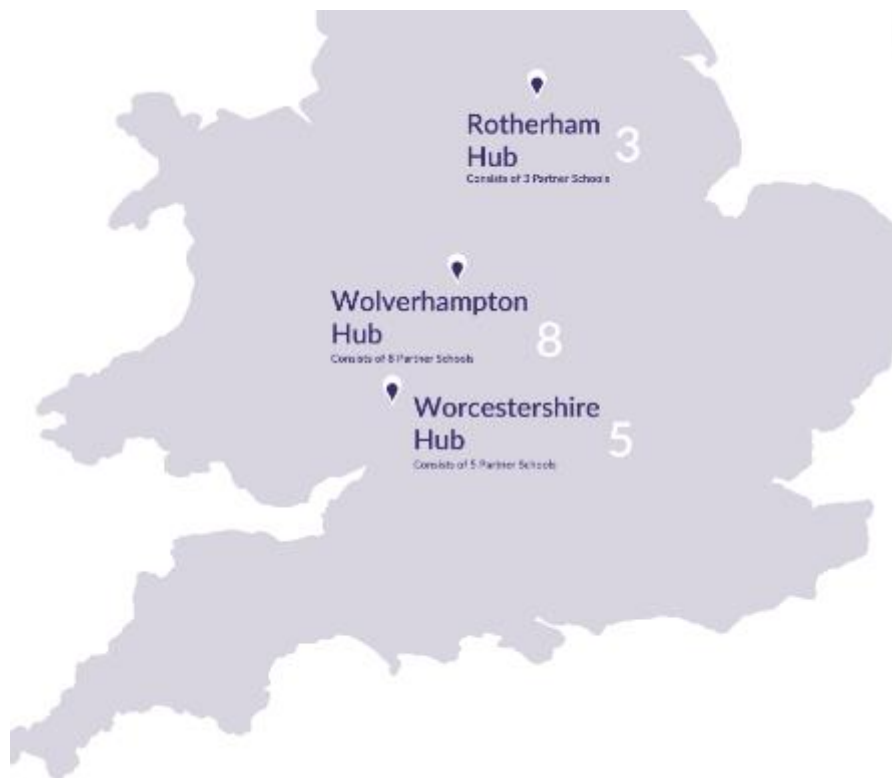 Rotherham
Hub
3
Consists of 3 Partner Schools
Wolverhampton
Hub
8
Consists of 8 Partner Schools
Worcestershire
Hub
5
Consists of 5 Partner Schools